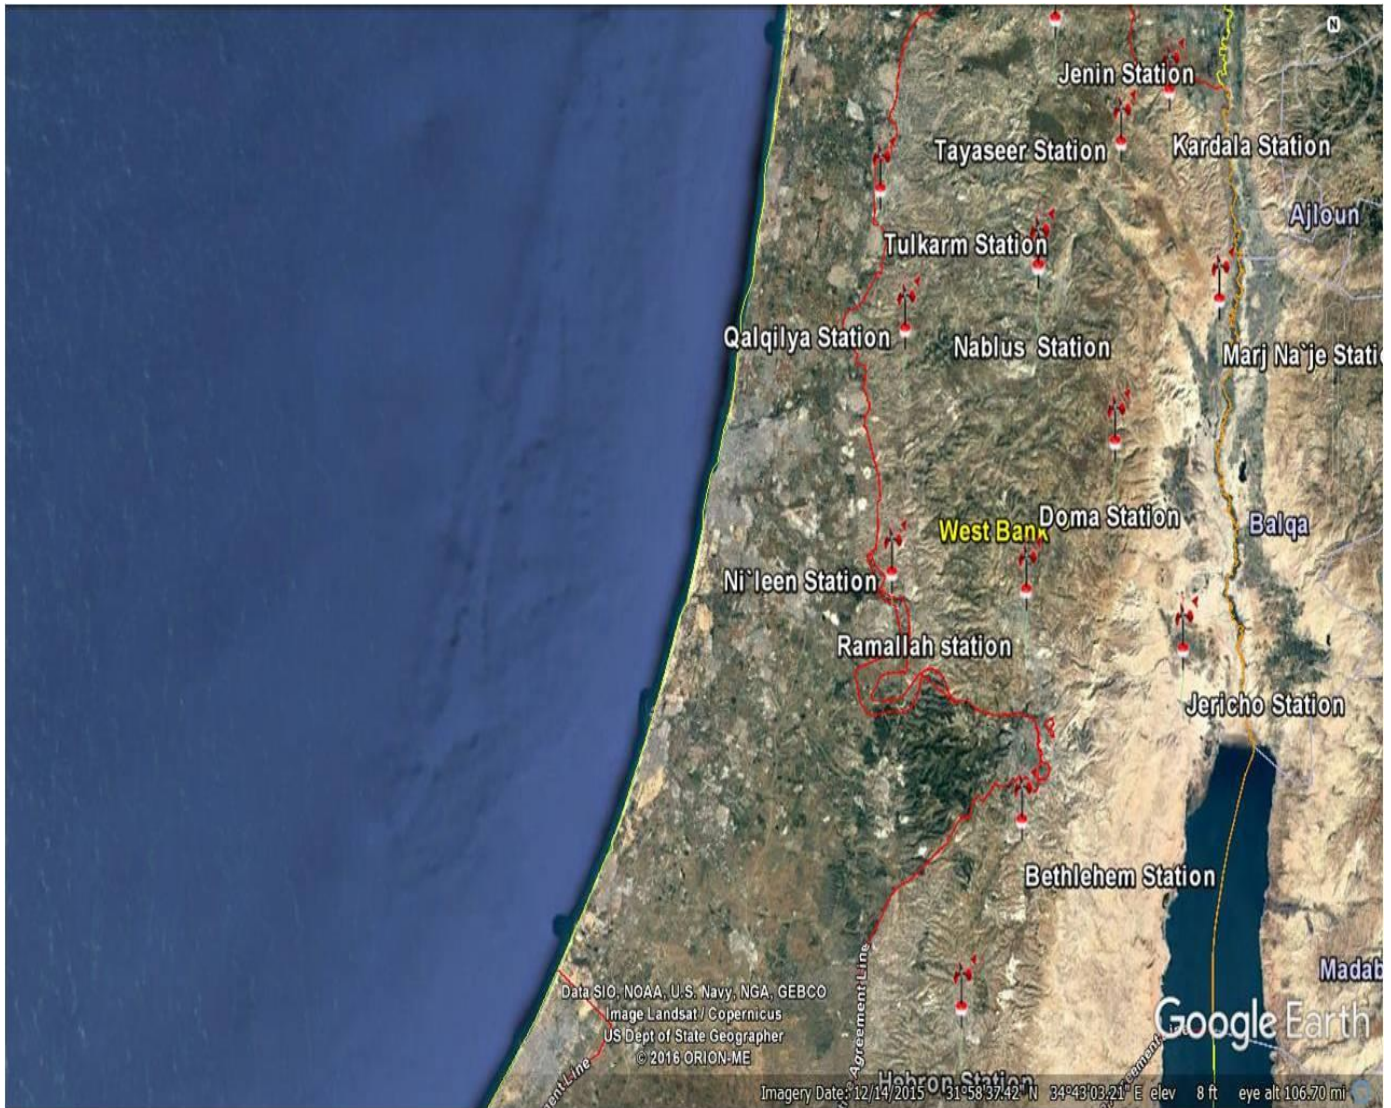 N
Jenin Station
Tayaseer Station
Kardala Station
Ajloun
Tulkarm Station
Qalqilya Station
Nablus  Station
Marj Na`je Static
West Bank
Doma Station
Balqa
Ni`leen Station
Ramallah station
Jericho Station
Bethlehem Station
Madab
Data SIO, NOAA, U.S. Navy, NGA, GEBCO
Image Landsat / Copernicus
US Dept of State Geographer
© 2016 ORION-ME
Agreement Line
ment Line
Google Earth
Hebron Station
Imagery Date: 12/14/2015 31°58'37.42" N 34°43'03.21" E elev 8 ft eye alt 106.70 mi